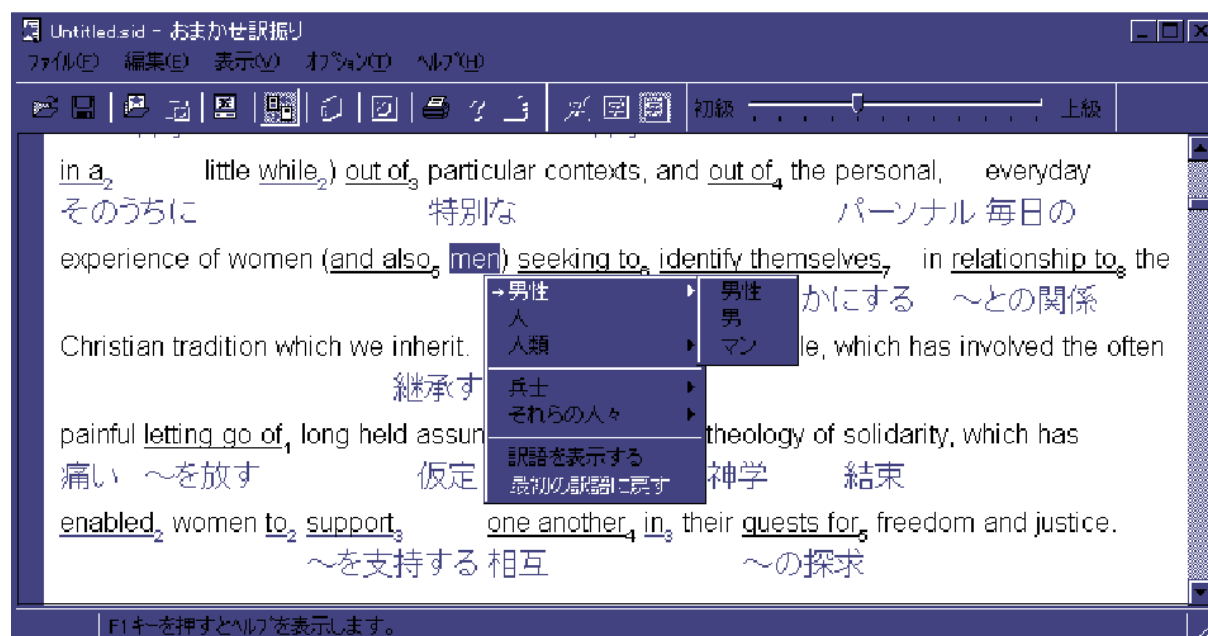 Untitled.sid - おまかせ訳振り
ファイル(F) 編集(E) 表示(V) オプション(T) ヘルプ(H)
初級 上級
in a2 little while2) out of3 particular contexts, and out of4 the personal, everyday
そのうちに 特別な パーソナル 毎日の
experience of women (and also5 men) seeking to6 identify themselves7 in relationship to8 the
かにする ～との関係
→男性 男性
人 男
人類 マン
兵士
それらの人々
訳語を表示する
最初の訳語に戻す
Christian tradition which we inherit. le, which has involved the often
継承す
painful letting go of1 long held assun theology of solidarity, which has
痛い ～を放す 仮定 神学 結束
enabled2 women to2 support3 one another4 in3 their quests for5 freedom and justice.
～を支持する 相互 ～の探求
F1キーを押すとヘルプを表示します。